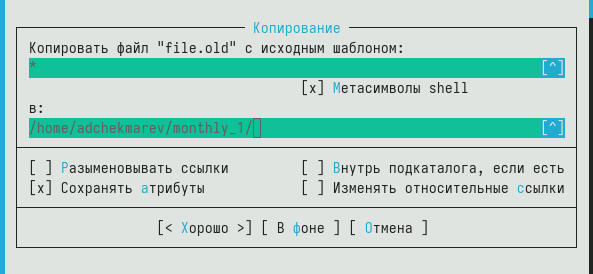 Копирование
Копировать файл "file.old" с исходным шаблоном:
* [^]
[x] Метасимволы shell
в:
/home/adchekmarev/monthly_1/ [^]
[ ] Разыменовывать ссылки [ ] Внутрь подкаталога, если есть
[x] Сохранять атрибуты [ ] Изменять относительные ссылки
[< Хорошо >] [ В фоне ] [ Отмена ]